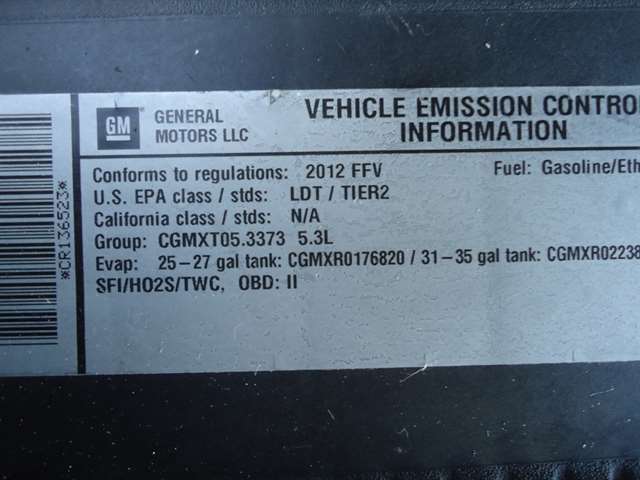 *CR136523*
GM
GENERAL
MOTORS LLC
VEHICLE EMISSION CONTRO
INFORMATION
Conforms to regulations: 2012 FFV
Fuel: Gasoline/Eth
U.S. EPA class / stds: LDT / TIER2
California class / stds: N/A
Group: CGMXT05.3373 5.3L
Evap: 25-27 gal tank: CGMXR0176820 / 31-35 gal tank: CGMXR02238
SFI/HO2S/TWC, OBD: II